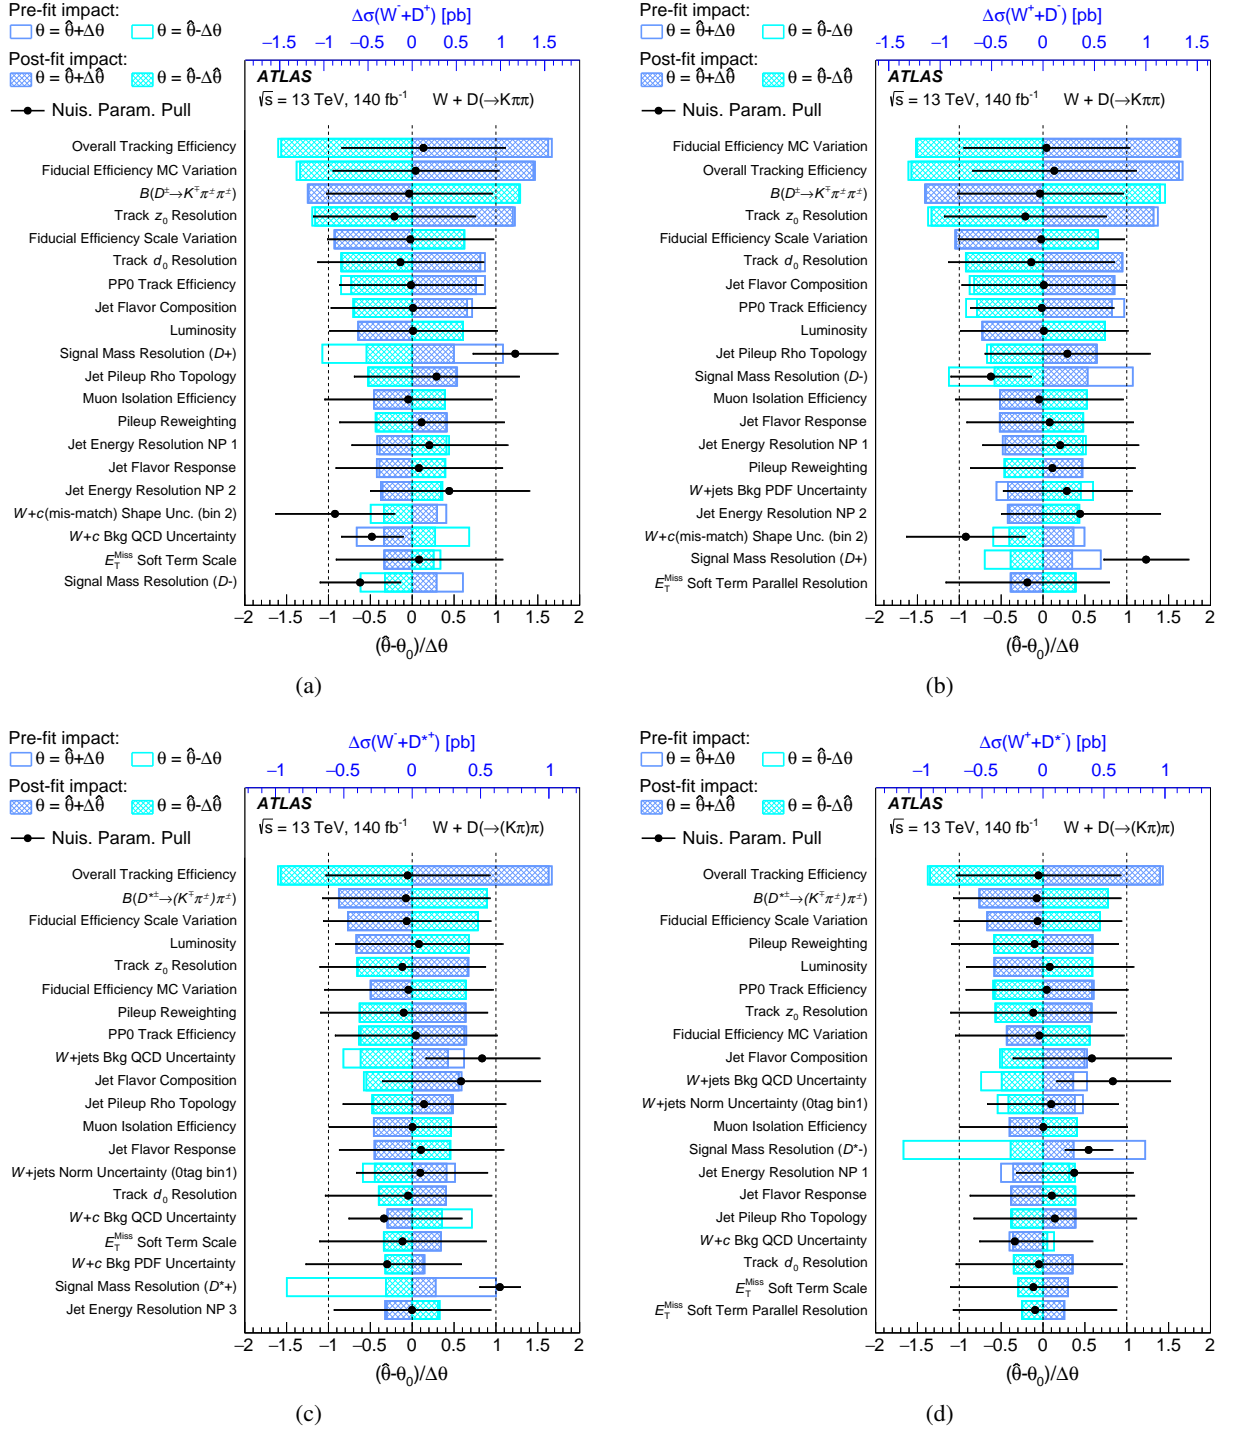 Pre-fit impact:
θ = θ̂+Δθ θ = θ̂-Δθ
Post-fit impact:
θ = θ̂+Δθ̂ θ = θ̂-Δθ̂
Nuis. Param. Pull
Δσ(W⁻+D⁺) [pb]
−1.5 −1 −0.5 0 0.5 1 1.5
ATLAS
√s = 13 TeV, 140 fb⁻¹ W + D(→Kππ)
Overall Tracking Efficiency
Fiducial Efficiency MC Variation
B(D±→K∓π±π±)
Track z₀ Resolution
Fiducial Efficiency Scale Variation
Track d₀ Resolution
PP0 Track Efficiency
Jet Flavor Composition
Luminosity
Signal Mass Resolution (D+)
Jet Pileup Rho Topology
Muon Isolation Efficiency
Pileup Reweighting
Jet Energy Resolution NP 1
Jet Flavor Response
Jet Energy Resolution NP 2
W+c(mis-match) Shape Unc. (bin 2)
W+c Bkg QCD Uncertainty
E_T^Miss Soft Term Scale
Signal Mass Resolution (D-)
−2 −1.5 −1 −0.5 0 0.5 1 1.5 2
(θ̂-θ₀)/Δθ
(a)
Pre-fit impact:
θ = θ̂+Δθ θ = θ̂-Δθ
Post-fit impact:
θ = θ̂+Δθ̂ θ = θ̂-Δθ̂
Nuis. Param. Pull
Δσ(W⁺+D⁻) [pb]
−1.5 −1 −0.5 0 0.5 1 1.5
ATLAS
√s = 13 TeV, 140 fb⁻¹ W + D(→Kππ)
Fiducial Efficiency MC Variation
Overall Tracking Efficiency
B(D±→K∓π±π±)
Track z₀ Resolution
Fiducial Efficiency Scale Variation
Track d₀ Resolution
Jet Flavor Composition
PP0 Track Efficiency
Luminosity
Jet Pileup Rho Topology
Signal Mass Resolution (D-)
Muon Isolation Efficiency
Jet Flavor Response
Jet Energy Resolution NP 1
Pileup Reweighting
W+jets Bkg PDF Uncertainty
Jet Energy Resolution NP 2
W+c(mis-match) Shape Unc. (bin 2)
Signal Mass Resolution (D+)
E_T^Miss Soft Term Parallel Resolution
−2 −1.5 −1 −0.5 0 0.5 1 1.5 2
(θ̂-θ₀)/Δθ
(b)
Pre-fit impact:
θ = θ̂+Δθ θ = θ̂-Δθ
Post-fit impact:
θ = θ̂+Δθ̂ θ = θ̂-Δθ̂
Nuis. Param. Pull
Δσ(W⁻+D*⁺) [pb]
−1 −0.5 0 0.5 1
ATLAS
√s = 13 TeV, 140 fb⁻¹ W + D(→(Kπ)π)
Overall Tracking Efficiency
B(D*±→(K∓π±)π±)
Fiducial Efficiency Scale Variation
Luminosity
Track z₀ Resolution
Fiducial Efficiency MC Variation
Pileup Reweighting
PP0 Track Efficiency
W+jets Bkg QCD Uncertainty
Jet Flavor Composition
Jet Pileup Rho Topology
Muon Isolation Efficiency
Jet Flavor Response
W+jets Norm Uncertainty (0tag bin1)
Track d₀ Resolution
W+c Bkg QCD Uncertainty
E_T^Miss Soft Term Scale
W+c Bkg PDF Uncertainty
Signal Mass Resolution (D*+)
Jet Energy Resolution NP 3
−2 −1.5 −1 −0.5 0 0.5 1 1.5 2
(θ̂-θ₀)/Δθ
(c)
Pre-fit impact:
θ = θ̂+Δθ θ = θ̂-Δθ
Post-fit impact:
θ = θ̂+Δθ̂ θ = θ̂-Δθ̂
Nuis. Param. Pull
Δσ(W⁺+D*⁻) [pb]
−1 −0.5 0 0.5 1
ATLAS
√s = 13 TeV, 140 fb⁻¹ W + D(→(Kπ)π)
Overall Tracking Efficiency
B(D*±→(K∓π±)π±)
Fiducial Efficiency Scale Variation
Pileup Reweighting
Luminosity
PP0 Track Efficiency
Track z₀ Resolution
Fiducial Efficiency MC Variation
Jet Flavor Composition
W+jets Bkg QCD Uncertainty
W+jets Norm Uncertainty (0tag bin1)
Muon Isolation Efficiency
Signal Mass Resolution (D*-)
Jet Energy Resolution NP 1
Jet Flavor Response
Jet Pileup Rho Topology
W+c Bkg QCD Uncertainty
Track d₀ Resolution
E_T^Miss Soft Term Scale
E_T^Miss Soft Term Parallel Resolution
−2 −1.5 −1 −0.5 0 0.5 1 1.5 2
(θ̂-θ₀)/Δθ
(d)